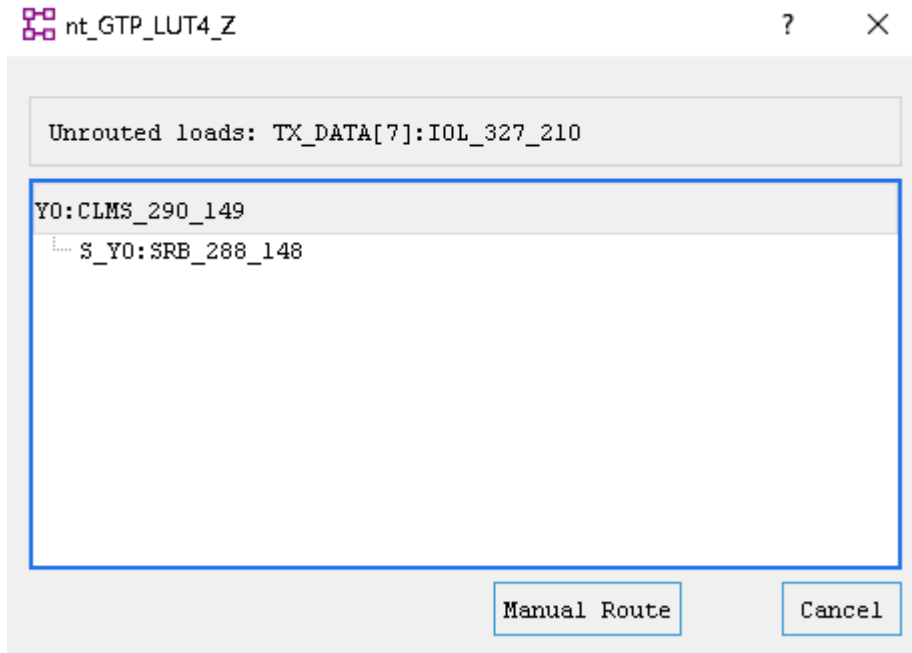 nt_GTP_LUT4_Z ?
Unrouted loads: TX_DATA[7]:IOL_327_210
Y0:CLMS_290_149
S_Y0:SRB_288_148
Manual Route Cancel